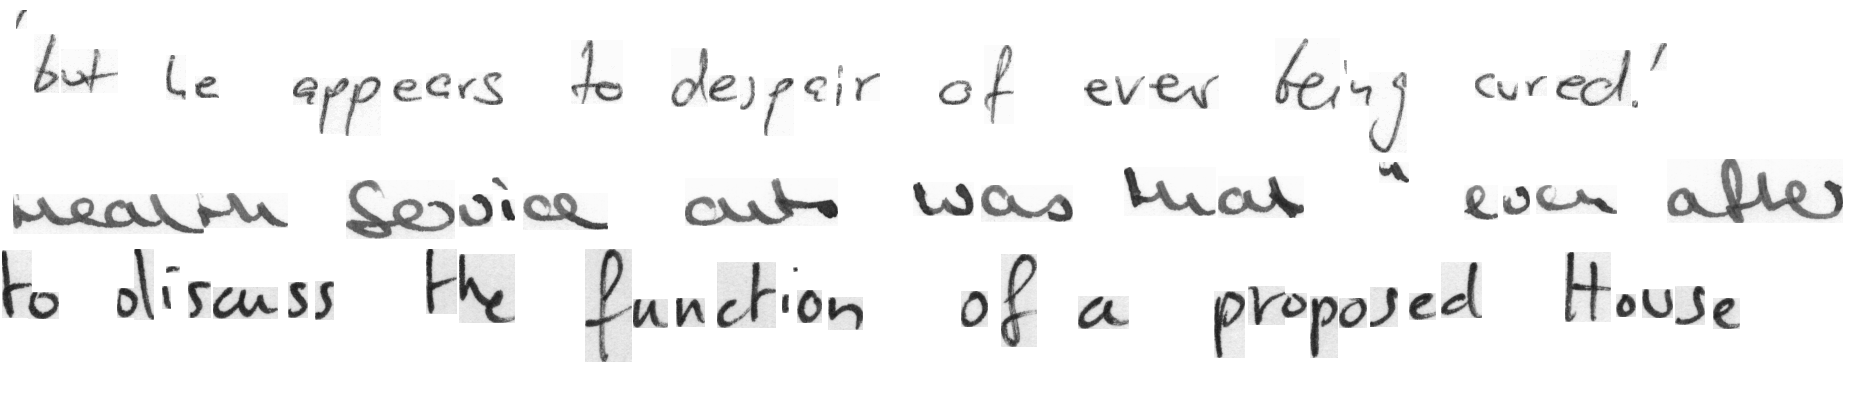 'but he appears to despair of ever being cured.'
Health Service cuts was that " even after
to discuss the function of a proposed House